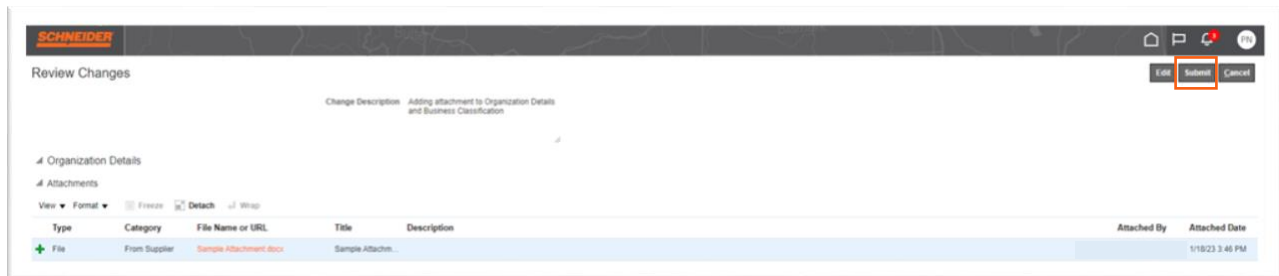 SCHNEIDER
PN
Review Changes
Edit Submit Cancel
Change Description Adding attachment to Organization Details
and Business Classification
Organization Details
Attachments
View Format Freeze Detach Wrap
Type Category File Name or URL Title Description Attached By Attached Date
File From Supplier Sample Attachment.docx Sample Attachm... 1/18/23 3:46 PM